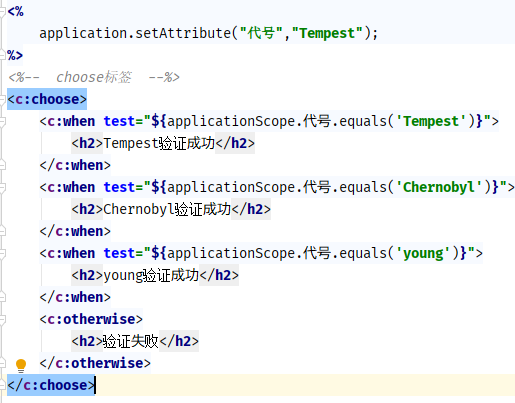 <%
    application.setAttribute("代号","Tempest");
%>
<%--  choose标签  --%>
<c:choose>
    <c:when test="${applicationScope.代号.equals('Tempest')}">
        <h2>Tempest验证成功</h2>
    </c:when>
    <c:when test="${applicationScope.代号.equals('Chernobyl')}">
        <h2>Chernobyl验证成功</h2>
    </c:when>
    <c:when test="${applicationScope.代号.equals('young')}">
        <h2>young验证成功</h2>
    </c:when>
    <c:otherwise>
        <h2>验证失败</h2>
    </c:otherwise>
</c:choose>